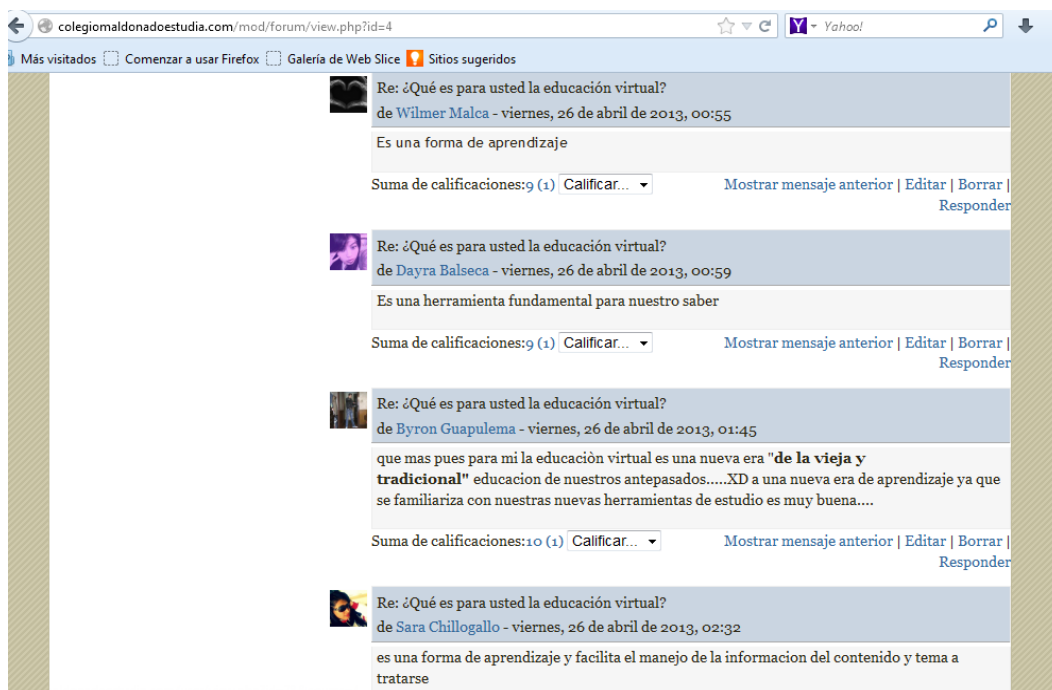 colegiomaldonadoestudia.com/mod/forum/view.php?id=4
Yahoo!
Más visitados Comenzar a usar Firefox Galería de Web Slice Sitios sugeridos
Re: ¿Qué es para usted la educación virtual?
de Wilmer Malca - viernes, 26 de abril de 2013, 00:55
Es una forma de aprendizaje
Suma de calificaciones:9 (1) Calificar... Mostrar mensaje anterior | Editar | Borrar |
Responder
Re: ¿Qué es para usted la educación virtual?
de Dayra Balseca - viernes, 26 de abril de 2013, 00:59
Es una herramienta fundamental para nuestro saber
Suma de calificaciones:9 (1) Calificar... Mostrar mensaje anterior | Editar | Borrar |
Responder
Re: ¿Qué es para usted la educación virtual?
de Byron Guapulema - viernes, 26 de abril de 2013, 01:45
que mas pues para mi la educaciòn virtual es una nueva era "de la vieja y
tradicional" educacion de nuestros antepasados.....XD a una nueva era de aprendizaje ya que
se familiariza con nuestras nuevas herramientas de estudio es muy buena....
Suma de calificaciones:10 (1) Calificar... Mostrar mensaje anterior | Editar | Borrar |
Responder
Re: ¿Qué es para usted la educación virtual?
de Sara Chillogallo - viernes, 26 de abril de 2013, 02:32
es una forma de aprendizaje y facilita el manejo de la informacion del contenido y tema a
tratarse